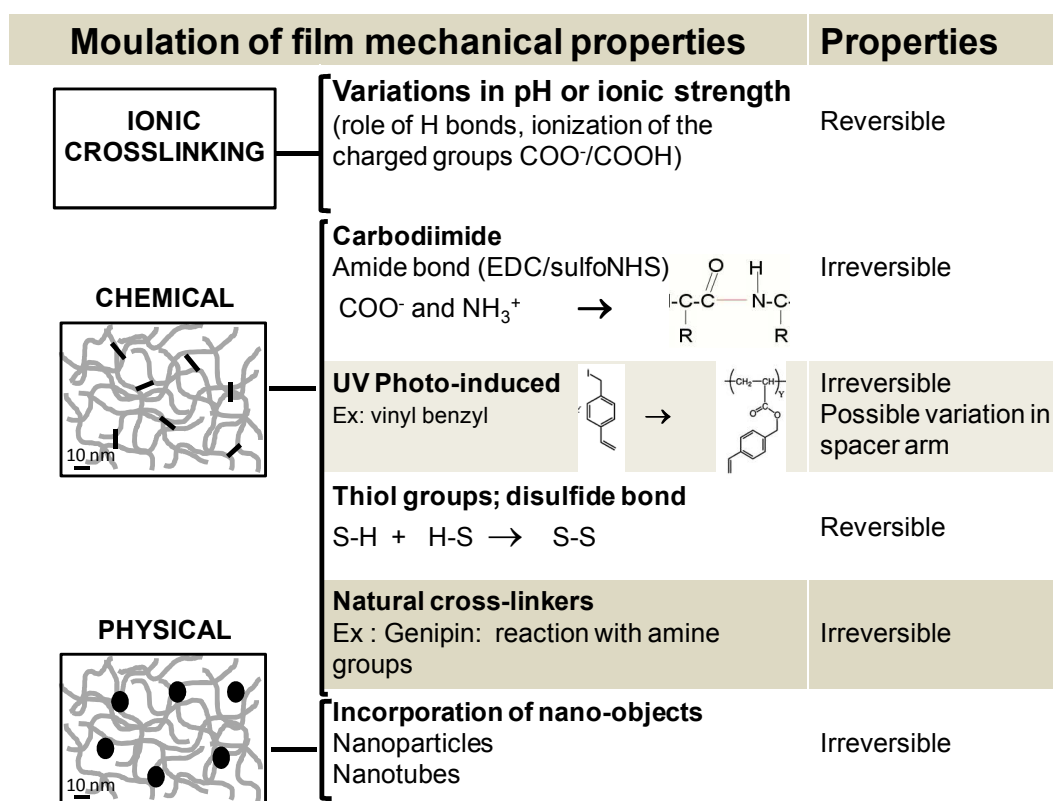 Moulation of film mechanical properties
Properties
IONIC
CROSSLINKING
Variations in pH or ionic strength
(role of H bonds, ionization of the
charged groups COO⁻/COOH)
Reversible
CHEMICAL
10 nm
Carbodiimide
Amide bond (EDC/sulfoNHS)
COO⁻ and NH₃⁺ →
O H
-C-C—N-C-
R R
Irreversible
UV Photo-induced
Ex: vinyl benzyl
I
→
(CH₂-CH)Y
C
O O
Irreversible
Possible variation in
spacer arm
Thiol groups; disulfide bond
S-H + H-S → S-S
Reversible
Natural cross-linkers
Ex : Genipin: reaction with amine
groups
Irreversible
PHYSICAL
10 nm
Incorporation of nano-objects
Nanoparticles
Nanotubes
Irreversible